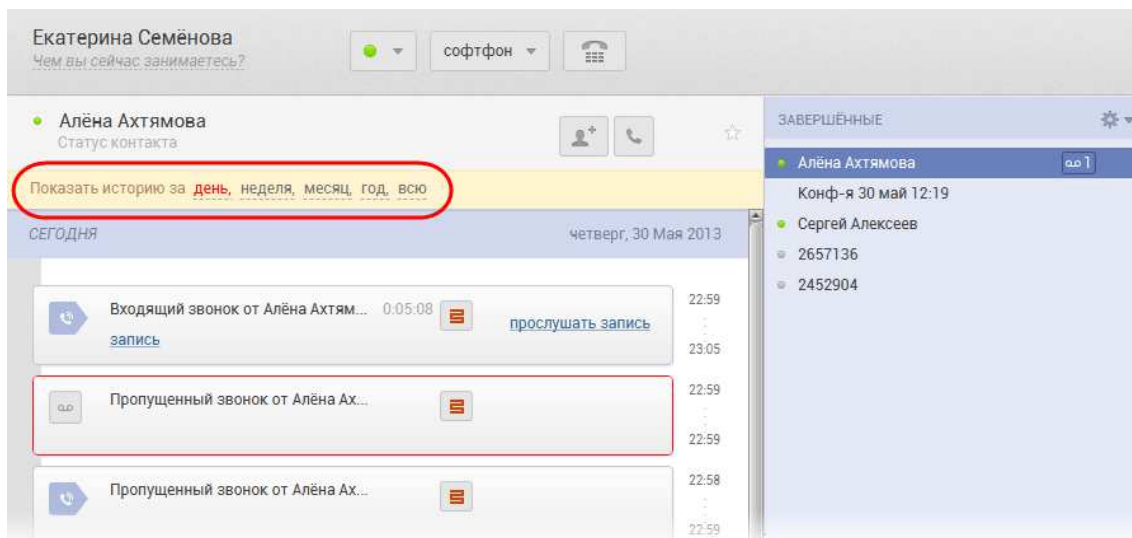 Екатерина Семёнова
Чем вы сейчас занимаетесь?
софтфон
Алёна Ахтямова
Статус контакта
Показать историю за день, неделя, месяц, год, всю
СЕГОДНЯ
четверг, 30 Мая 2013
Входящий звонок от Алёна Ахтям... 0:05:08
запись
прослушать запись
22:59
23:05
Пропущенный звонок от Алёна Ах...
22:59
22:59
Пропущенный звонок от Алёна Ах...
22:58
22:59
ЗАВЕРШЁННЫЕ
Алёна Ахтямова 1
Конф-я 30 май 12:19
Сергей Алексеев
2657136
2452904